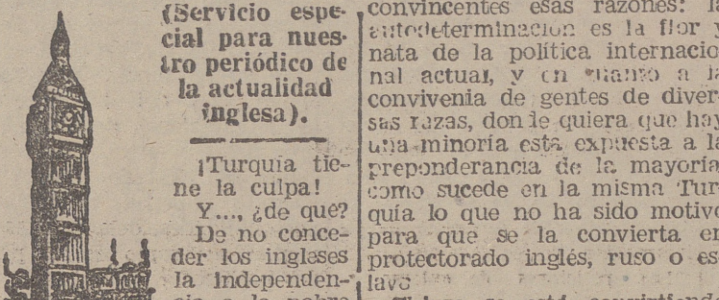 (Servicio espe-
cial para nues-
tro periódico de
la actualidad
inglesa).
¡Turquía tie-
ne la culpa!
Y..., ¿de que?
De no conce-
der los inglases
la independen-
convincentes esas razones: la
autodeterminación es la flor y
nata de la política internacio
nal actual, y en cuanto a la
convivenia de gentes de diver
sas razas, donde quiera que hay
una minoría está expuesta a la
preponderancia de la mayoría,
como sucede en la misma Tur
quía lo que no ha sido motivo
para que se la convierta en
protectorado inglés, ruso o es
lavo